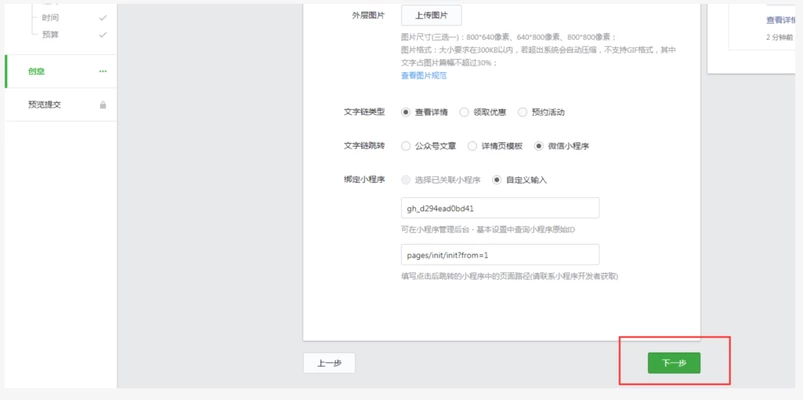 时间
预算
创意
预览提交
外层图片
上传图片
图片尺寸(三选一)：800*640像素、640*800像素、800*800像素；
图片格式：大小要求在300KB以内，若超出系统会自动压缩，不支持GIF格式，其中
文字占图片篇幅不超过30%；
查看图片规范
文字链类型
查看详情
领取优惠
预约活动
文字链跳转
公众号文章
详情页模板
微信小程序
绑定小程序
选择已关联小程序
自定义输入
gh_d294ead0bd41
可在小程序管理后台 - 基本设置中查询小程序原始ID
pages/init/init?from=1
填写点击后跳转的小程序中的页面路径(请联系小程序开发者获取)
上一步
下一步
查看详情
2 分钟前